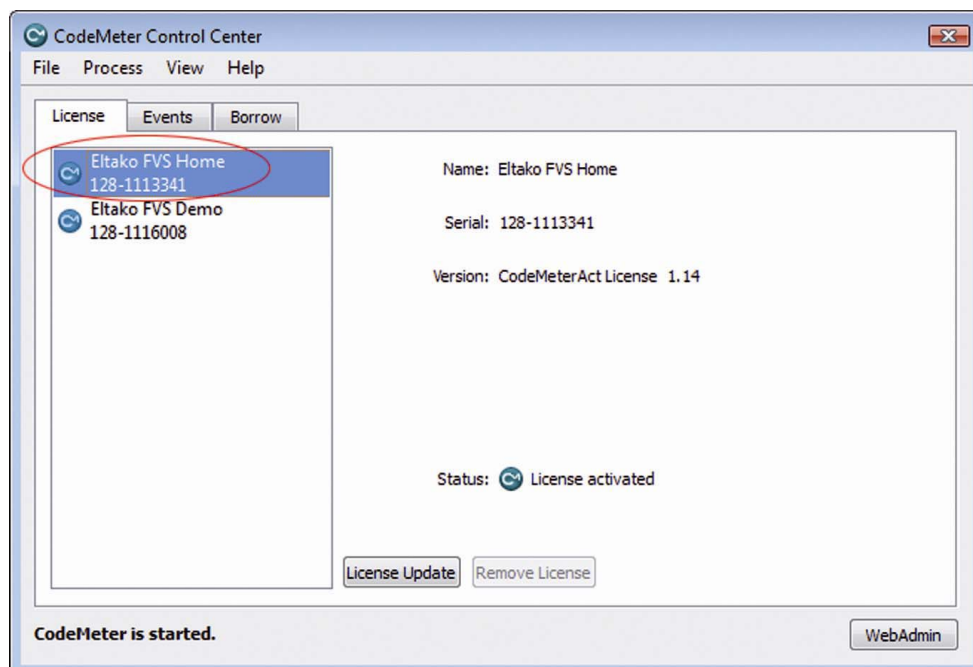 CodeMeter Control Center
File Process View Help
License Events Borrow
Eltako FVS Home
128-1113341
Eltako FVS Demo
128-1116008
Name: Eltako FVS Home
Serial: 128-1113341
Version: CodeMeterAct License 1.14
Status: License activated
License Update Remove License
CodeMeter is started.
WebAdmin